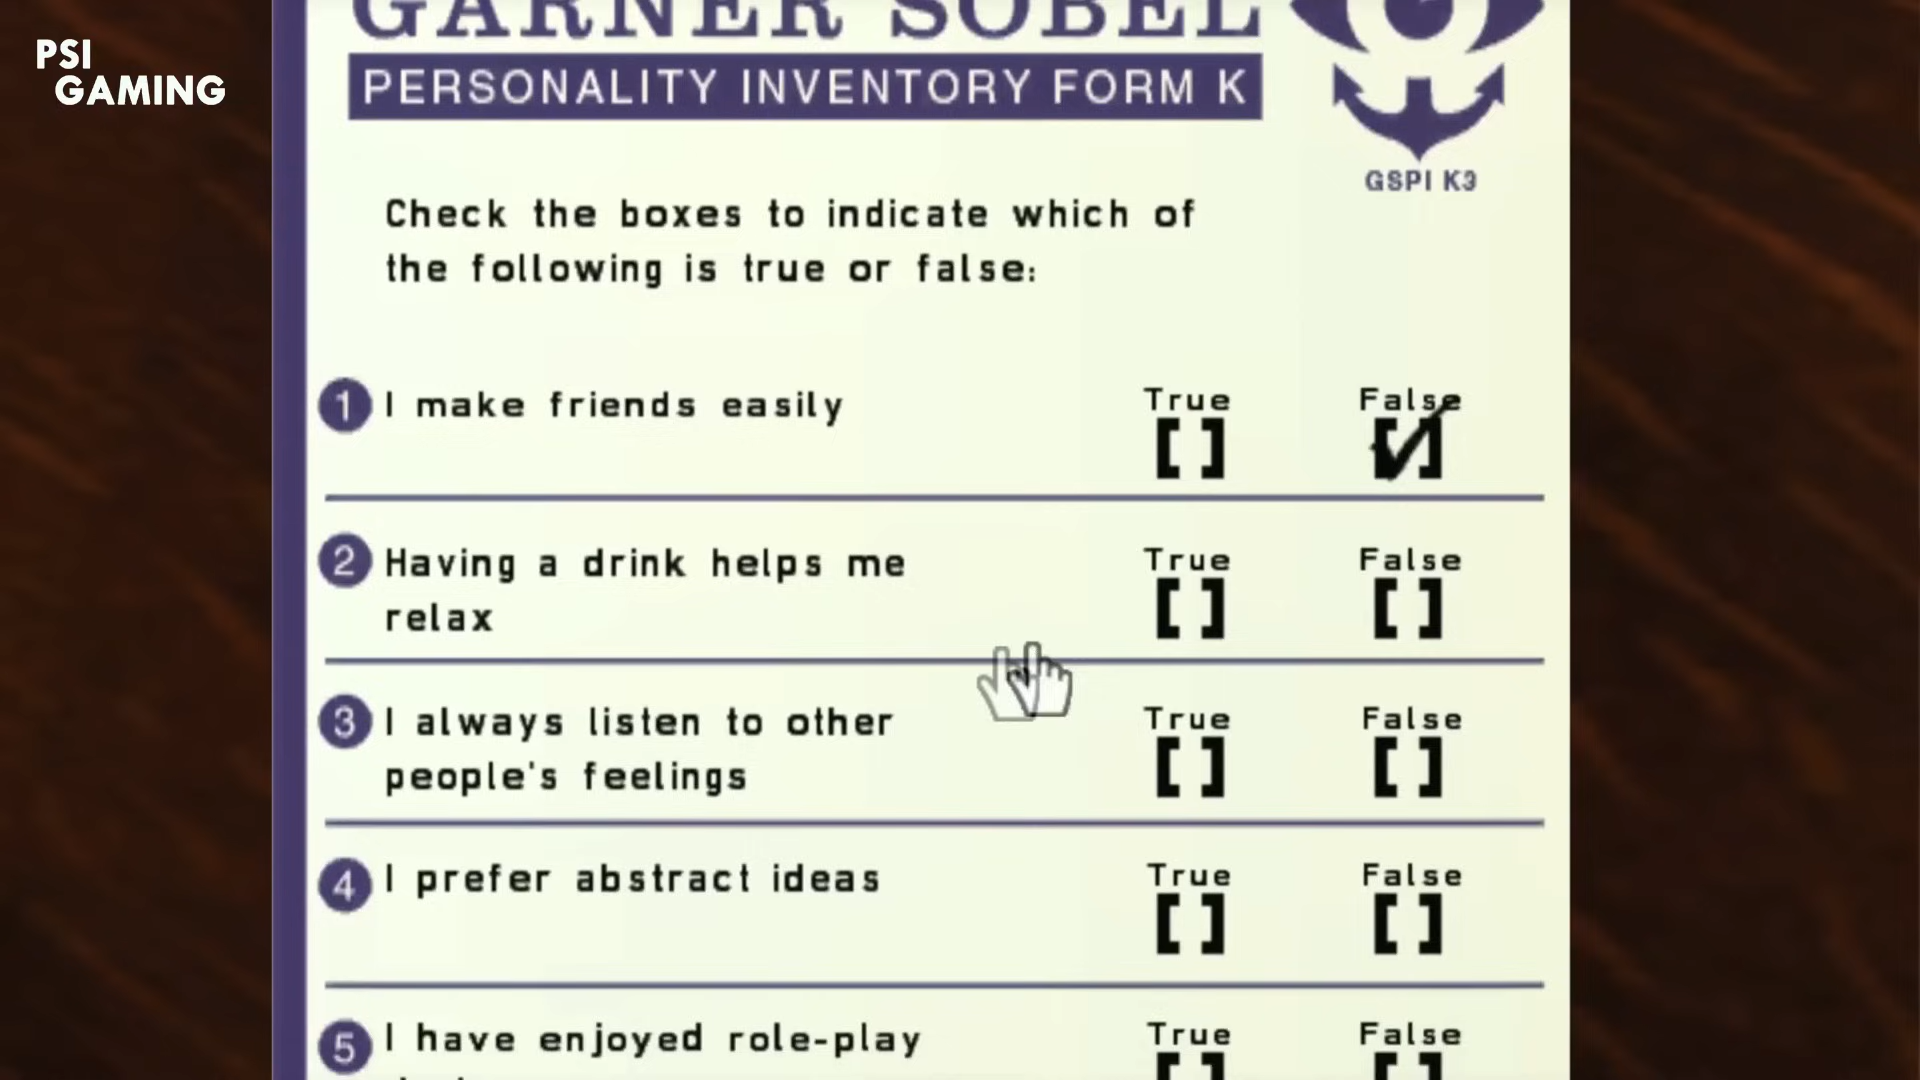 PSI
GAMING
GARNER SOBEL
PERSONALITY INVENTORY FORM K
GSPI K3
Check the boxes to indicate which of
the following is true or false:
1 I make friends easily
True False
[ ] [✓]
2 Having a drink helps me
relax
True False
[ ] [ ]
3 I always listen to other
people's feelings
True False
[ ] [ ]
4 I prefer abstract ideas
True False
[ ] [ ]
5 I have enjoyed role-play
True False
[ ] [ ]